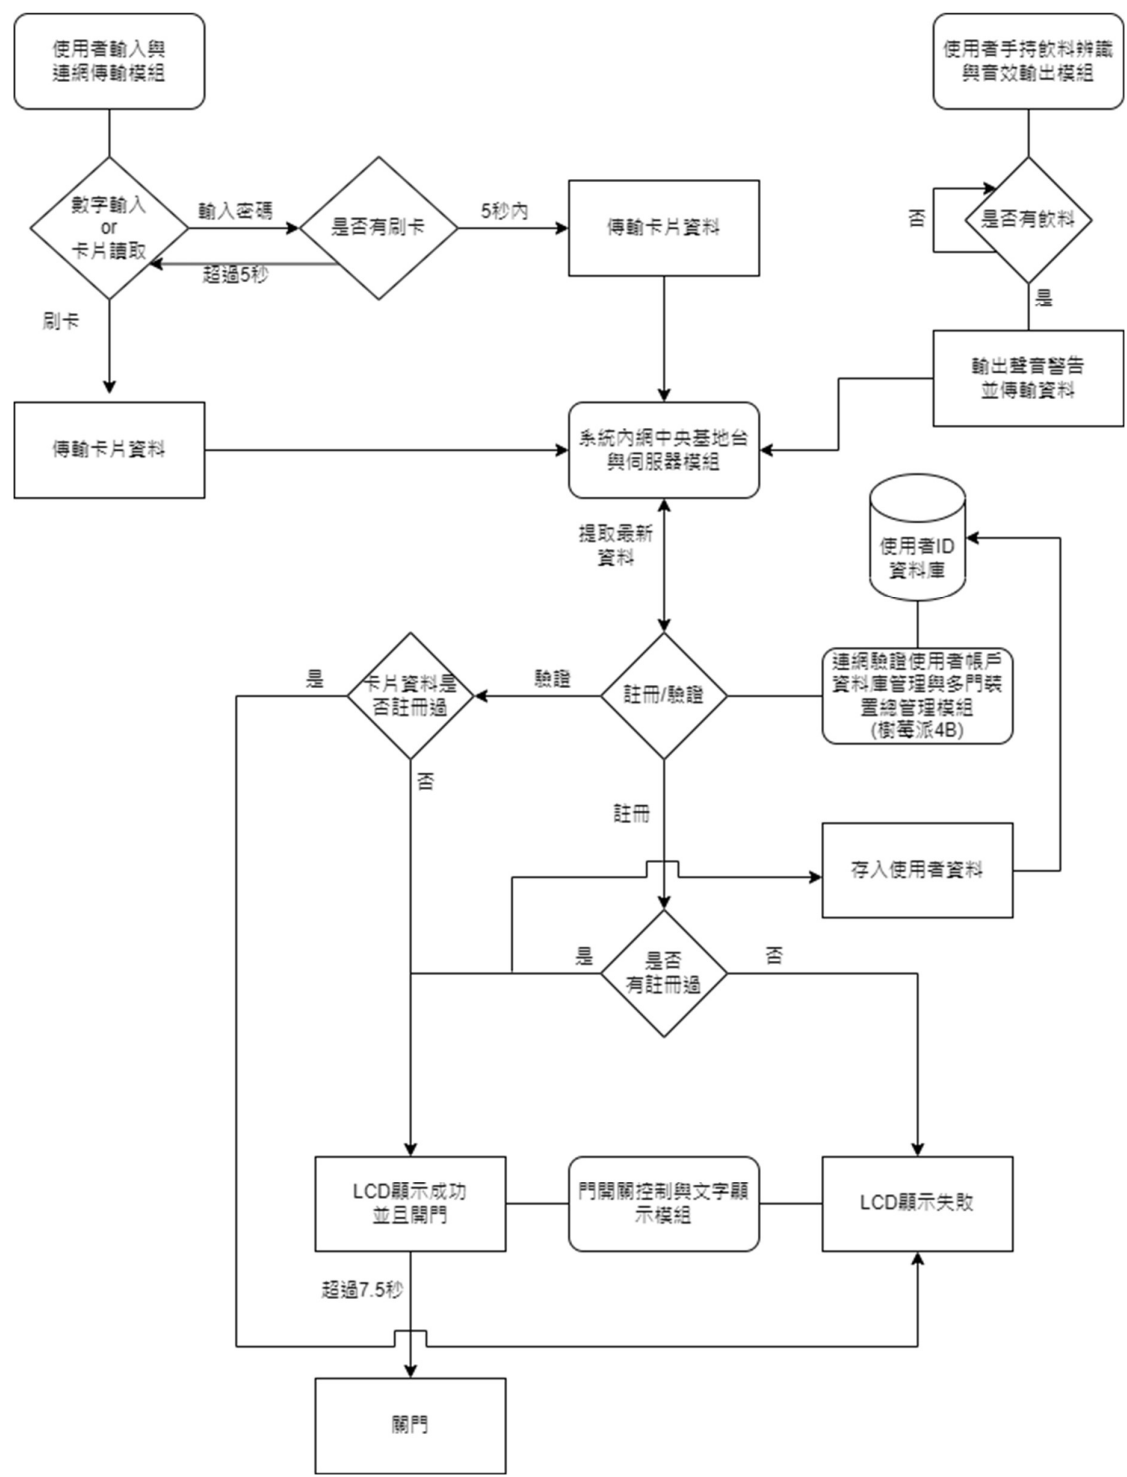 使用者輸入與
連網傳輸模組
使用者手持飲料辨識
與音效輸出模組
數字輸入
or
卡片讀取
輸入密碼
是否有刷卡
5秒內
傳輸卡片資料
超過5秒
刷卡
否
是否有飲料
是
輸出聲音警告
並傳輸資料
傳輸卡片資料
系統內網中央基地台
與伺服器模組
提取最新
資料
使用者ID
資料庫
是
卡片資料是
否註冊過
驗證
註冊/驗證
連網驗證使用者帳戶
資料庫管理與多門裝
置總管理模組
(樹莓派4B)
否
註冊
存入使用者資料
是
是否
有註冊過
否
LCD顯示成功
並且開門
門開關控制與文字顯
示模組
LCD顯示失敗
超過7.5秒
關門